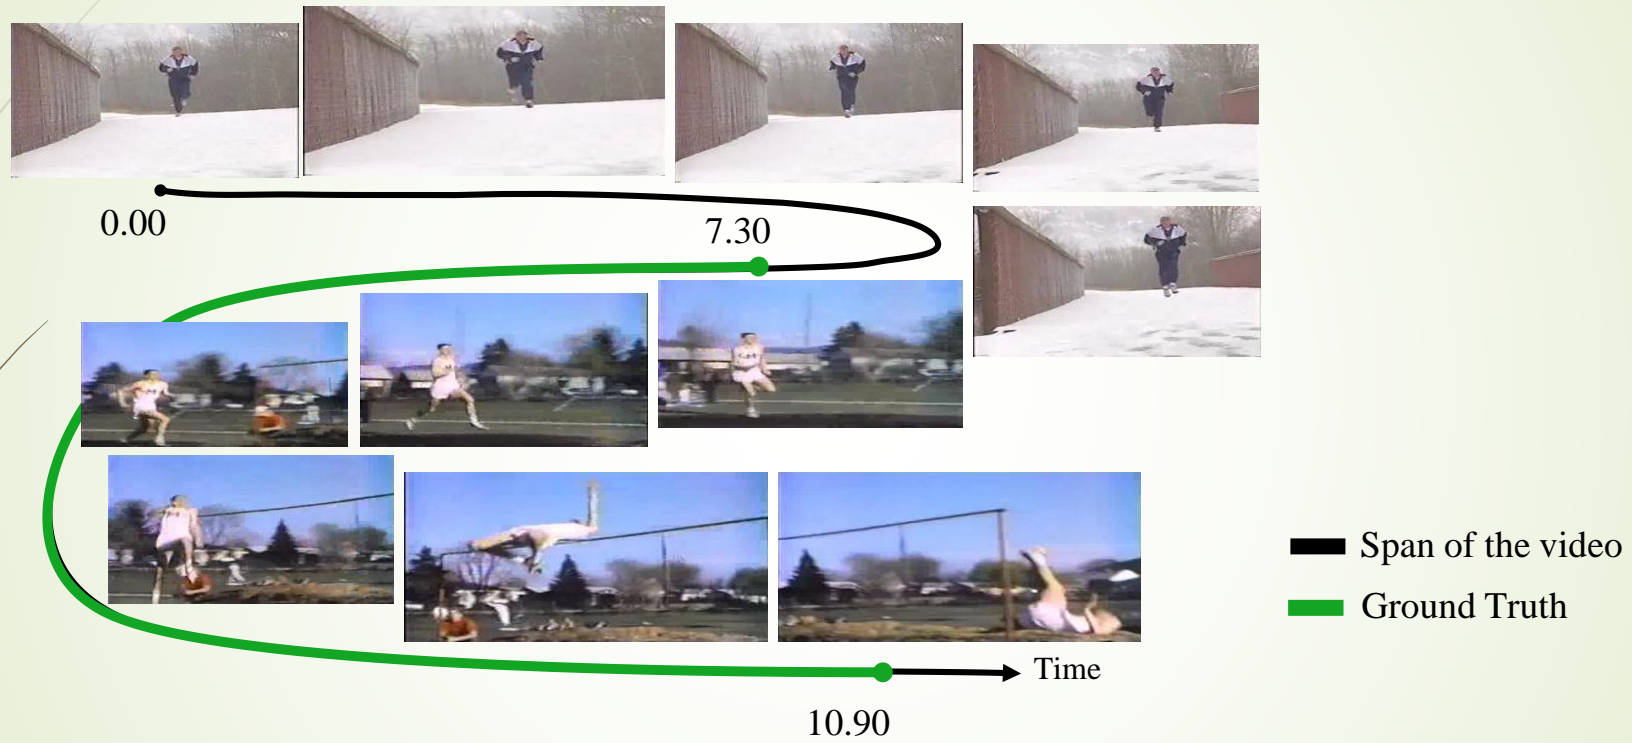 0.00
7.30
Span of the video
Ground Truth
Time
10.90